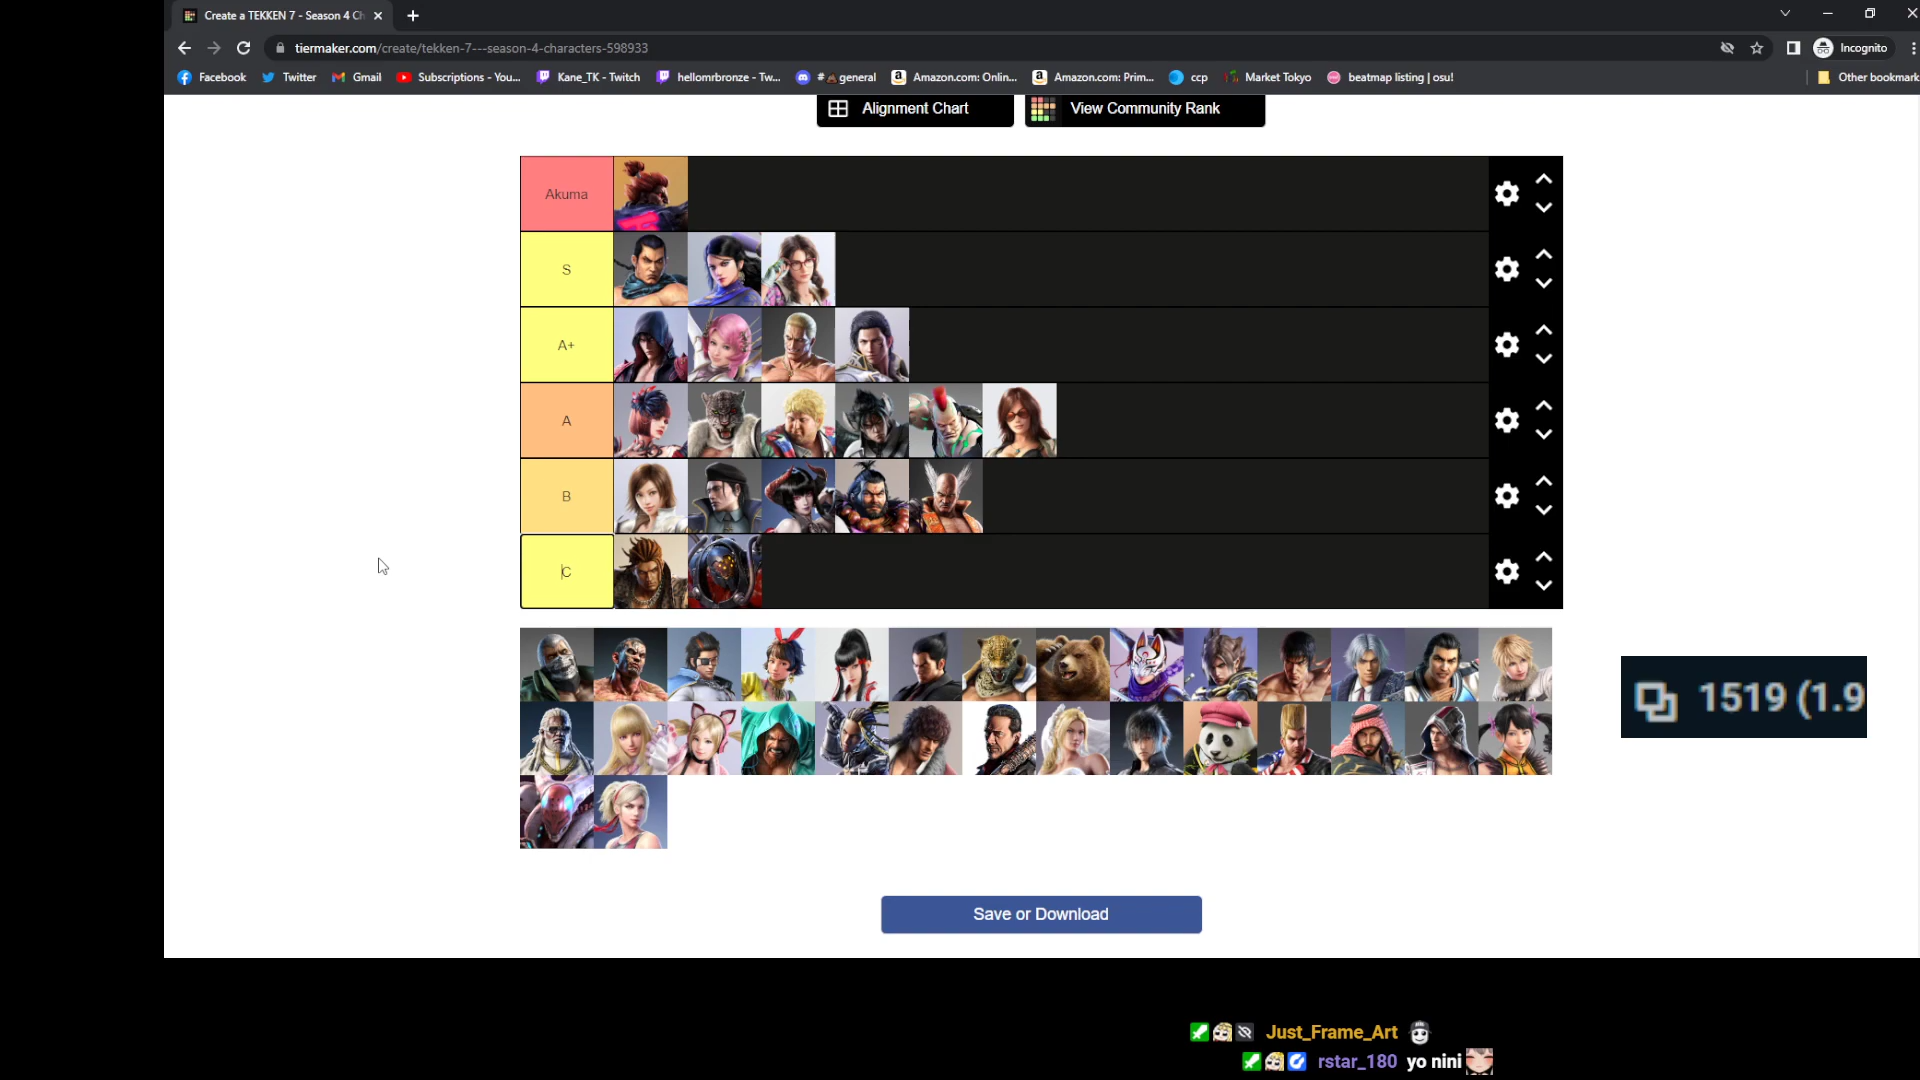 Create a TEKKEN 7 - Season 4 Ch
tiermaker.com/create/tekken-7---season-4-characters-598933
Incognito
Facebook
Twitter
Gmail
Subscriptions - You...
Kane_TK - Twitch
hellomrbronze - Tw...
# general
Amazon.com: Onlin...
Amazon.com: Prim...
ccp
Market Tokyo
beatmap listing | osu!
Other bookmark
Alignment Chart
View Community Rank
Akuma
S
A+
A
B
C
1519 (1.9
Save or Download
Just_Frame_Art
rstar_180 yo nini